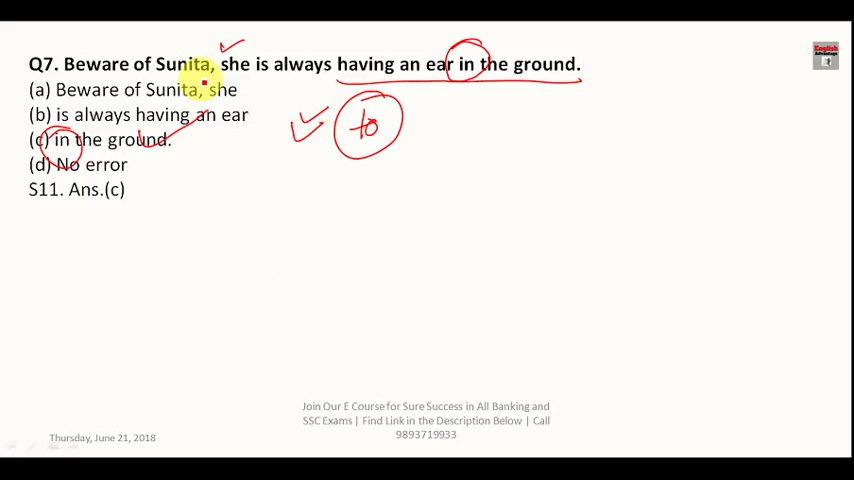 Q7. Beware of Sunita, she is always having an ear in the ground.
(a) Beware of Sunita, she
(b) is always having an ear
(c) in the ground.
(d) No error
S11. Ans.(c)
to
Join Our E Course for Sure Success in All Banking and
SSC Exams | Find Link in the Description Below | Call
9893719933
Thursday, June 21, 2018
English
Advantage